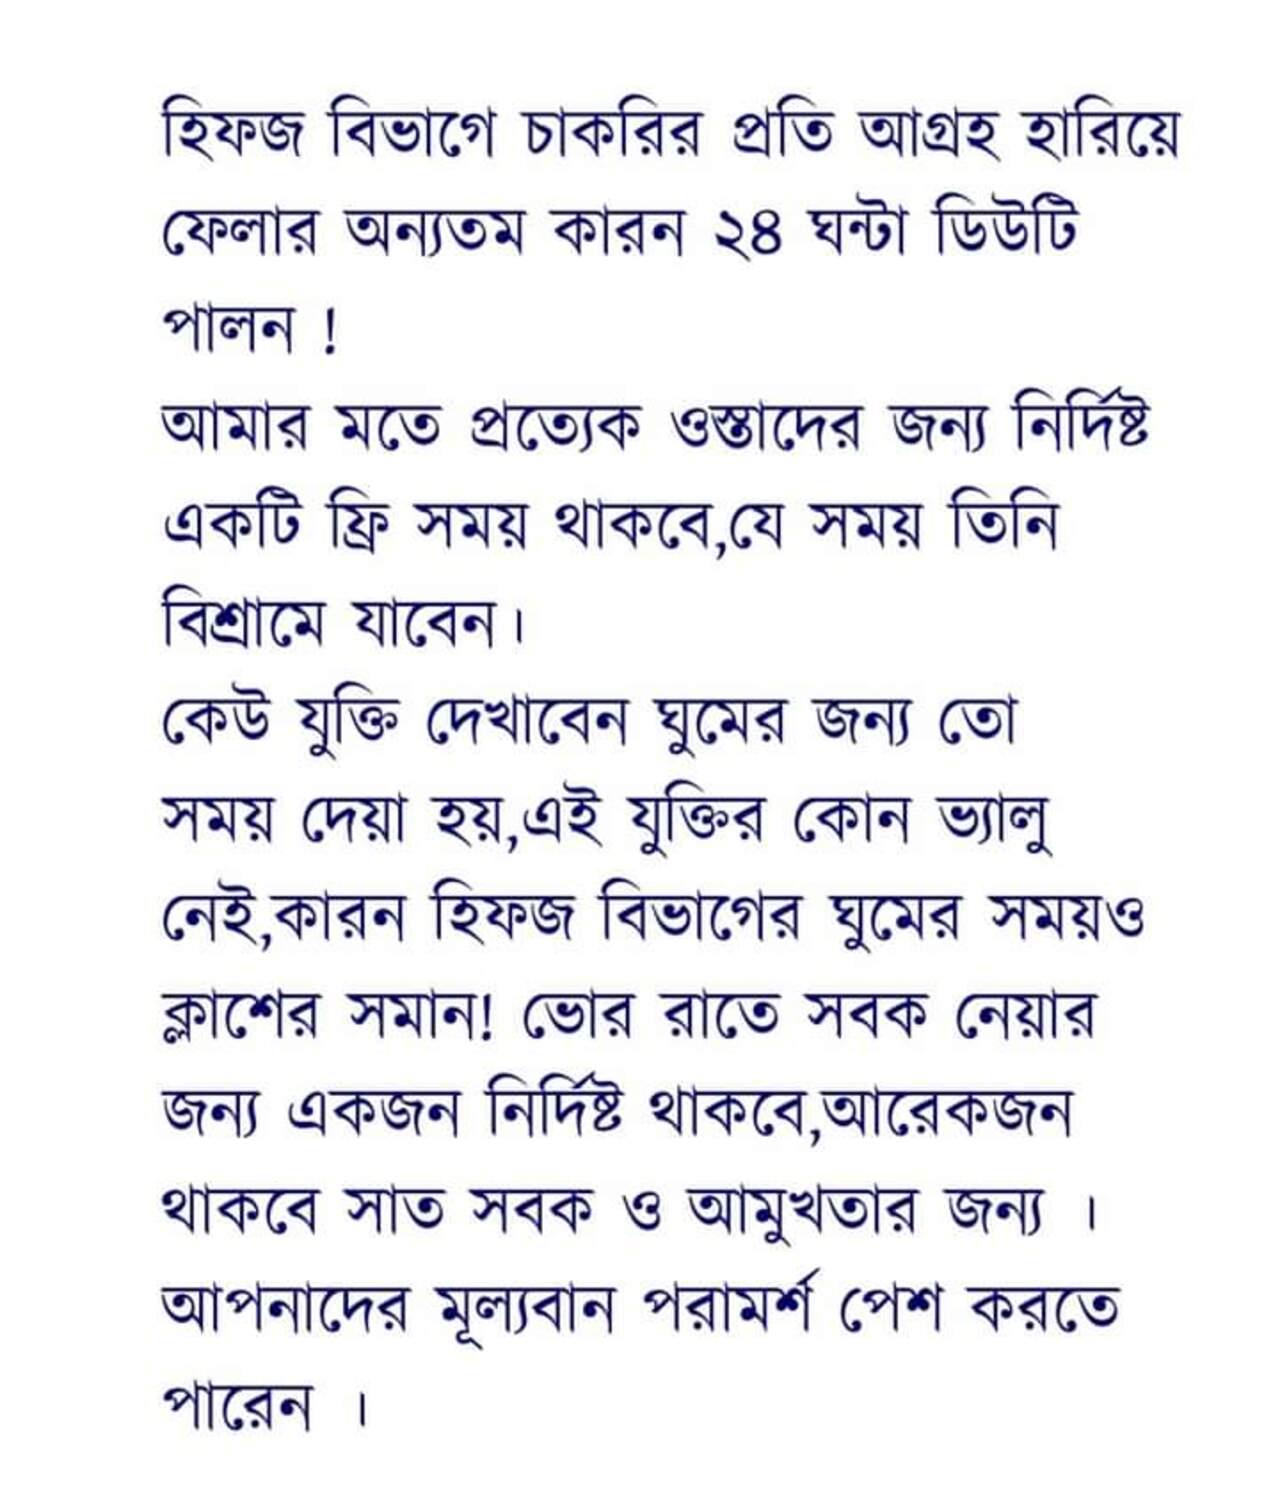 হিফজ বিভাগে চাকরির প্রতি আগ্রহ হারিয়ে
ফেলার অন্যতম কারন ২৪ ঘন্টা ডিউটি
পালন !
আমার মতে প্রত্যেক ওস্তাদের জন্য নির্দিষ্ট
একটি ফ্রি সময় থাকবে,যে সময় তিনি
বিশ্রামে যাবেন।
কেউ যুক্তি দেখাবেন ঘুমের জন্য তো
সময় দেয়া হয়,এই যুক্তির কোন ভ্যালু
নেই,কারন হিফজ বিভাগের ঘুমের সময়ও
ক্লাশের সমান! ভোর রাতে সবক নেয়ার
জন্য একজন নির্দিষ্ট থাকবে,আরেকজন
থাকবে সাত সবক ও আমুখতার জন্য ।
আপনাদের মূল্যবান পরামর্শ পেশ করতে
পারেন ।